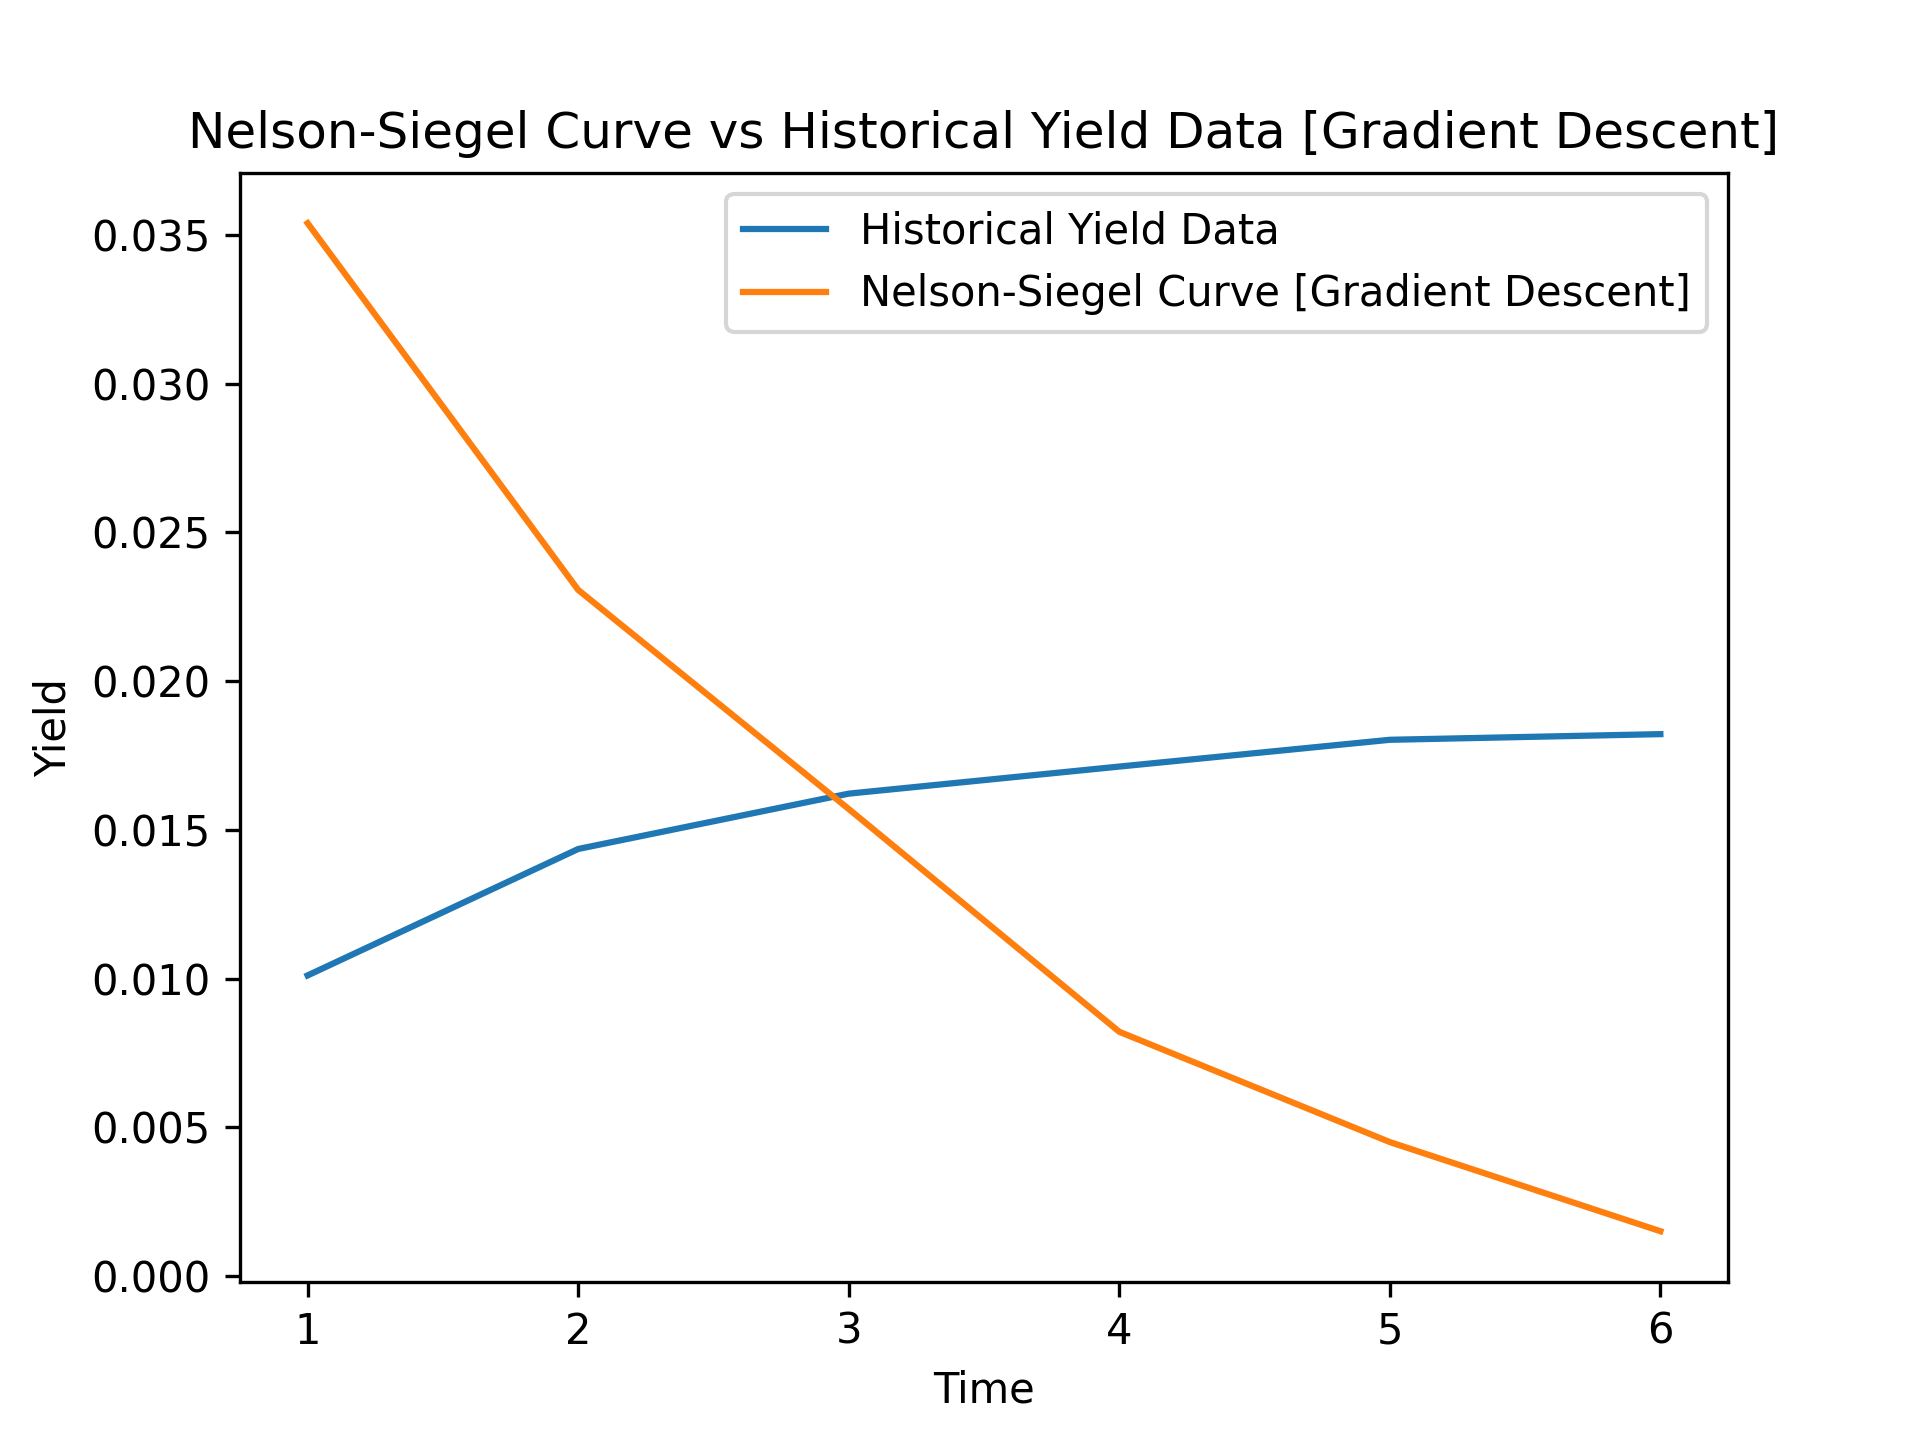 Nelson-Siegel Curve vs Historical Yield Data [Gradient Descent]
Historical Yield Data
Nelson-Siegel Curve [Gradient Descent]
Yield
0.035
0.030
0.025
0.020
0.015
0.010
0.005
0.000
1 2 3 4 5 6
Time